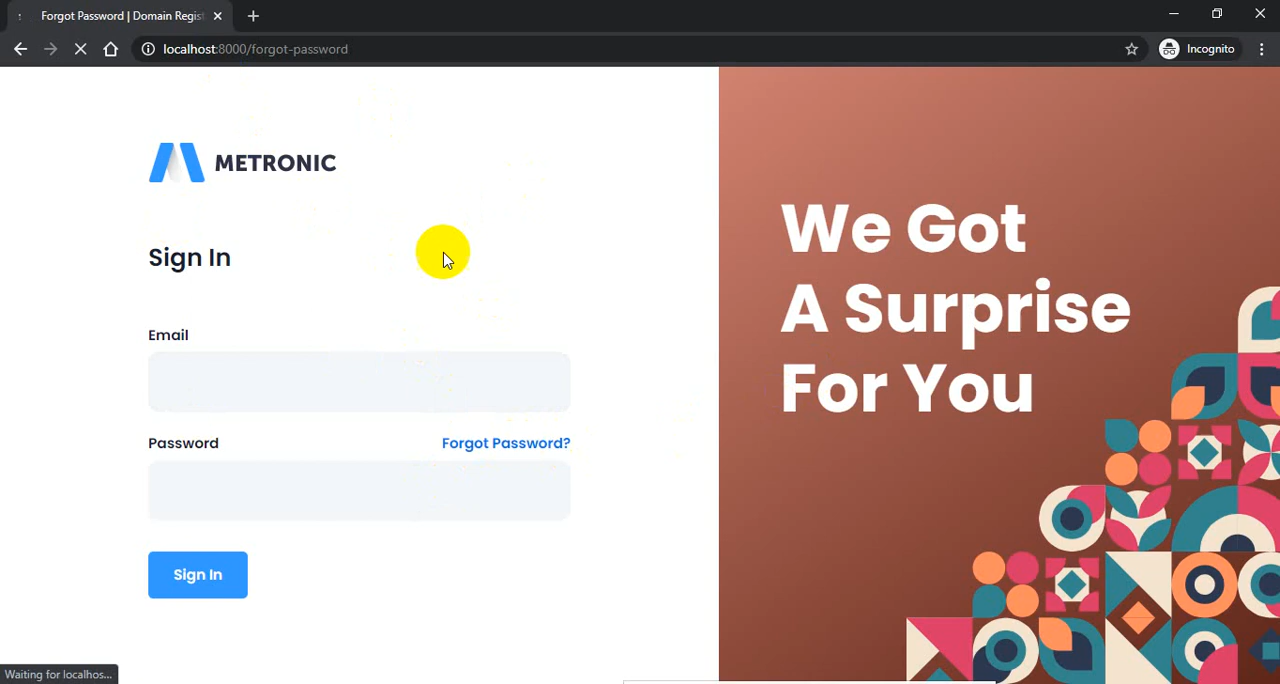 Forgot Password | Domain Regist
localhost:8000/forgot-password
Incognito
METRONIC
Sign In
Email
Password
Forgot Password?
Sign In
We Got
A Surprise
For You
Waiting for localhos...